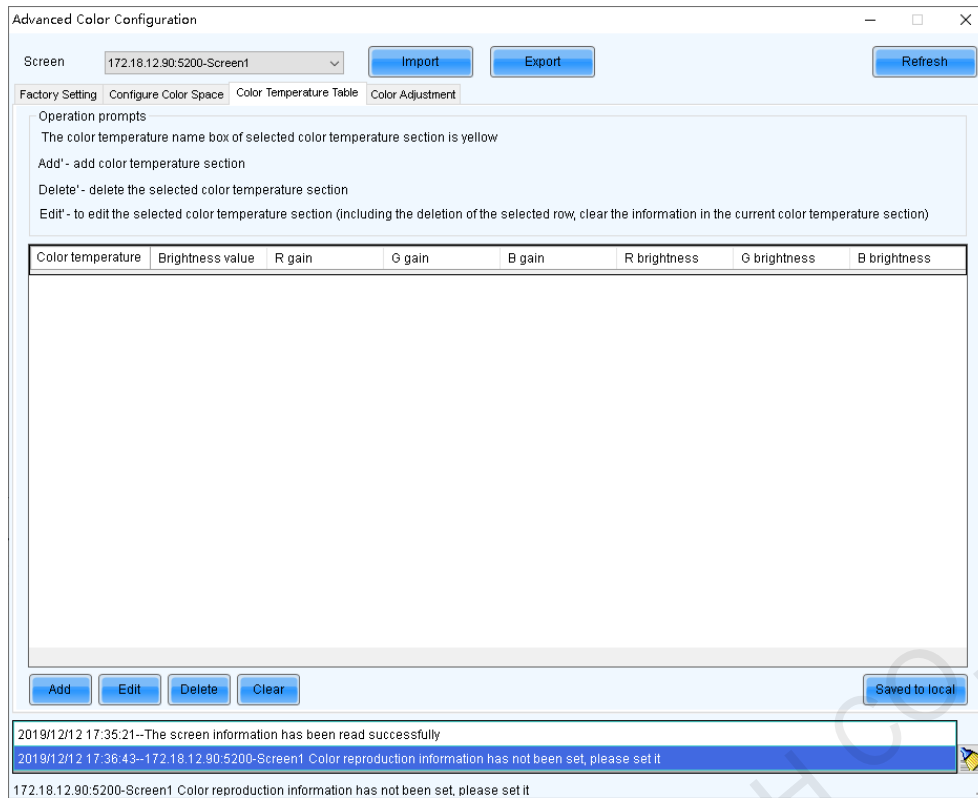 Advanced Color Configuration
Screen 172.18.12.90:5200-Screen1 Import Export Refresh
Factory Setting Configure Color Space Color Temperature Table Color Adjustment
Operation prompts
The color temperature name box of selected color temperature section is yellow
Add' - add color temperature section
Delete' - delete the selected color temperature section
Edit' - to edit the selected color temperature section (including the deletion of the selected row, clear the information in the current color temperature section)
Color temperature Brightness value R gain G gain B gain R brightness G brightness B brightness
Add Edit Delete Clear Saved to local
2019/12/12 17:35:21--The screen information has been read successfully
2019/12/12 17:36:43--172.18.12.90:5200-Screen1 Color reproduction information has not been set, please set it
172.18.12.90:5200-Screen1 Color reproduction information has not been set, please set it